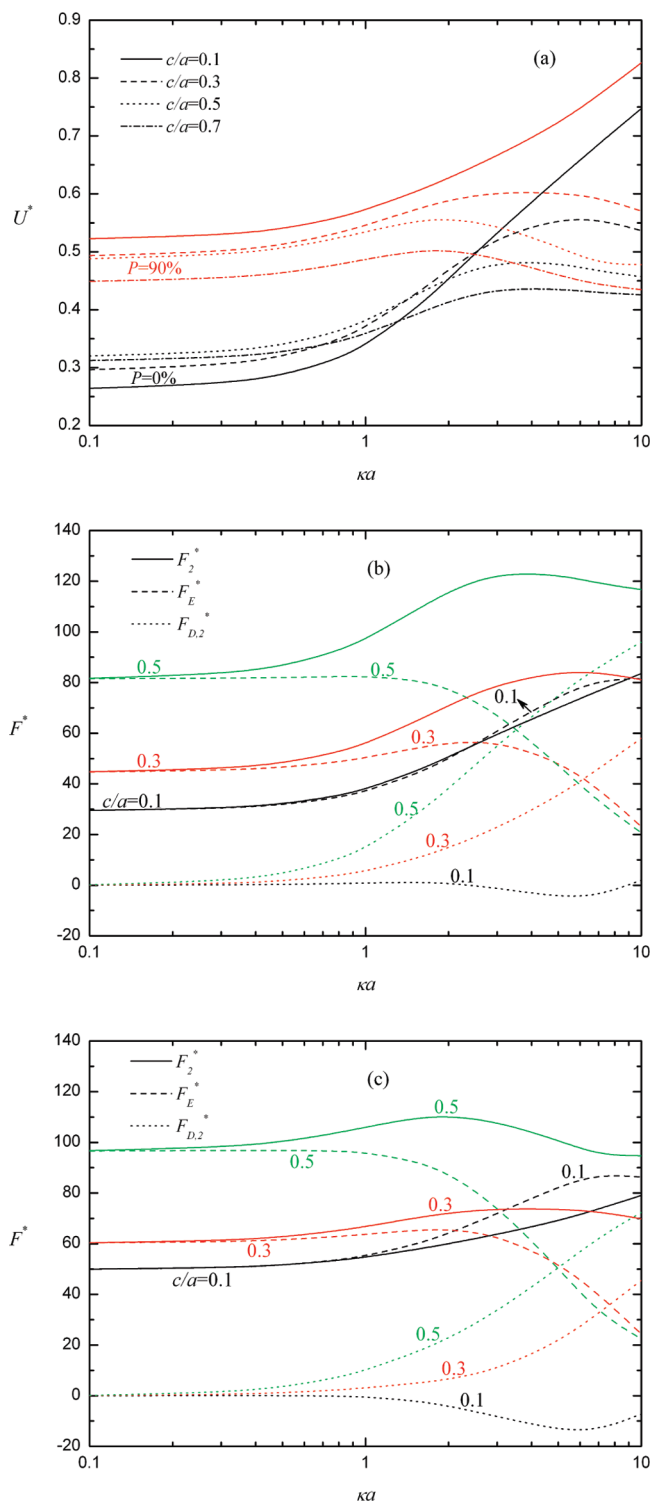 0.9
0.8
0.7
0.6
0.5
0.4
0.3
0.2
U*
c/a=0.1
c/a=0.3
c/a=0.5
c/a=0.7
(a)
P=90%
P=0%
0.1
1
10
κa
140
120
100
80
60
40
20
0
-20
F*
F2*
FE*
FD,2*
(b)
0.5
0.5
0.1
0.3
0.3
c/a=0.1
0.5
0.3
0.1
0.1
1
10
κa
140
120
100
80
60
40
20
0
-20
F*
F2*
FE*
FD,2*
(c)
0.5
0.5
0.1
0.3
0.3
c/a=0.1
0.5
0.3
0.1
0.1
1
10
κa